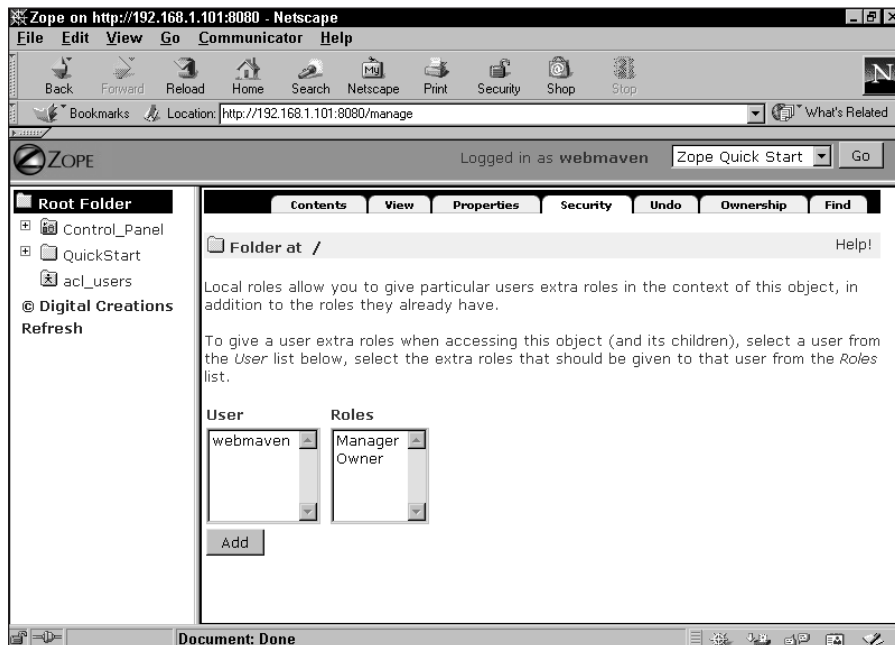 Zope on http://192.168.1.101:8080 - Netscape
File Edit View Go Communicator Help
Back Forward Reload Home Search Netscape Print Security Shop Stop
My
N
Bookmarks Location: http://192.168.1.101:8080/manage What's Related
ZOPE Logged in as webmaven Zope Quick Start Go
Root Folder
Control_Panel
QuickStart
acl_users
© Digital Creations
Refresh
Contents View Properties Security Undo Ownership Find
Folder at / Help!
Local roles allow you to give particular users extra roles in the context of this object, in
addition to the roles they already have.
To give a user extra roles when accessing this object (and its children), select a user from
the User list below, select the extra roles that should be given to that user from the Roles
list.
User Roles
webmaven Manager
Owner
Add
Document: Done